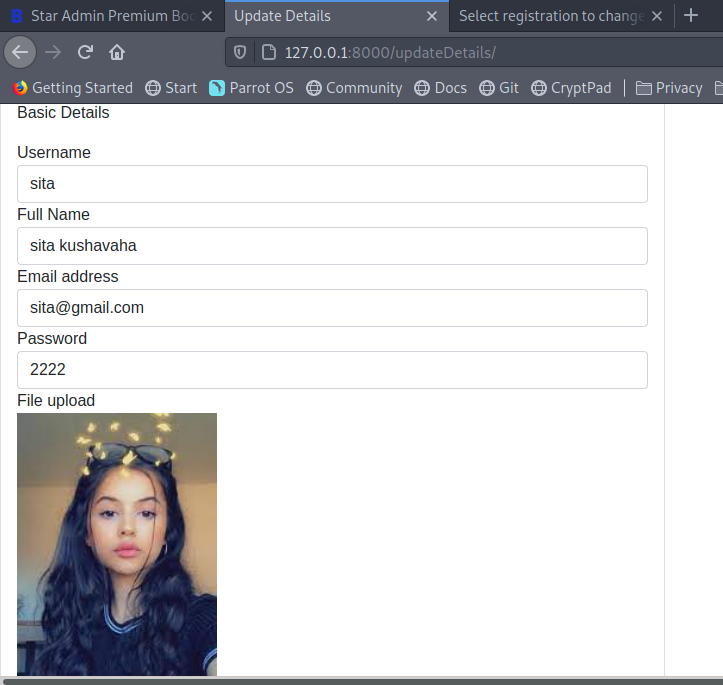 Star Admin Premium Boo
Update Details
Select registration to change
127.0.0.1:8000/updateDetails/
Getting Started
Start
Parrot OS
Community
Docs
Git
CryptPad
Privacy
Basic Details
Username
sita
Full Name
sita kushavaha
Email address
sita@gmail.com
Password
2222
File upload